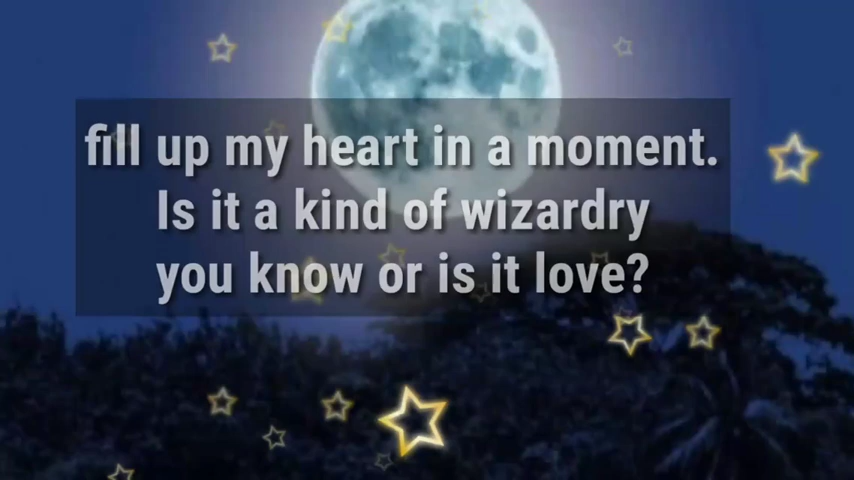 fill up my heart in a moment.
Is it a kind of wizardry
you know or is it love?